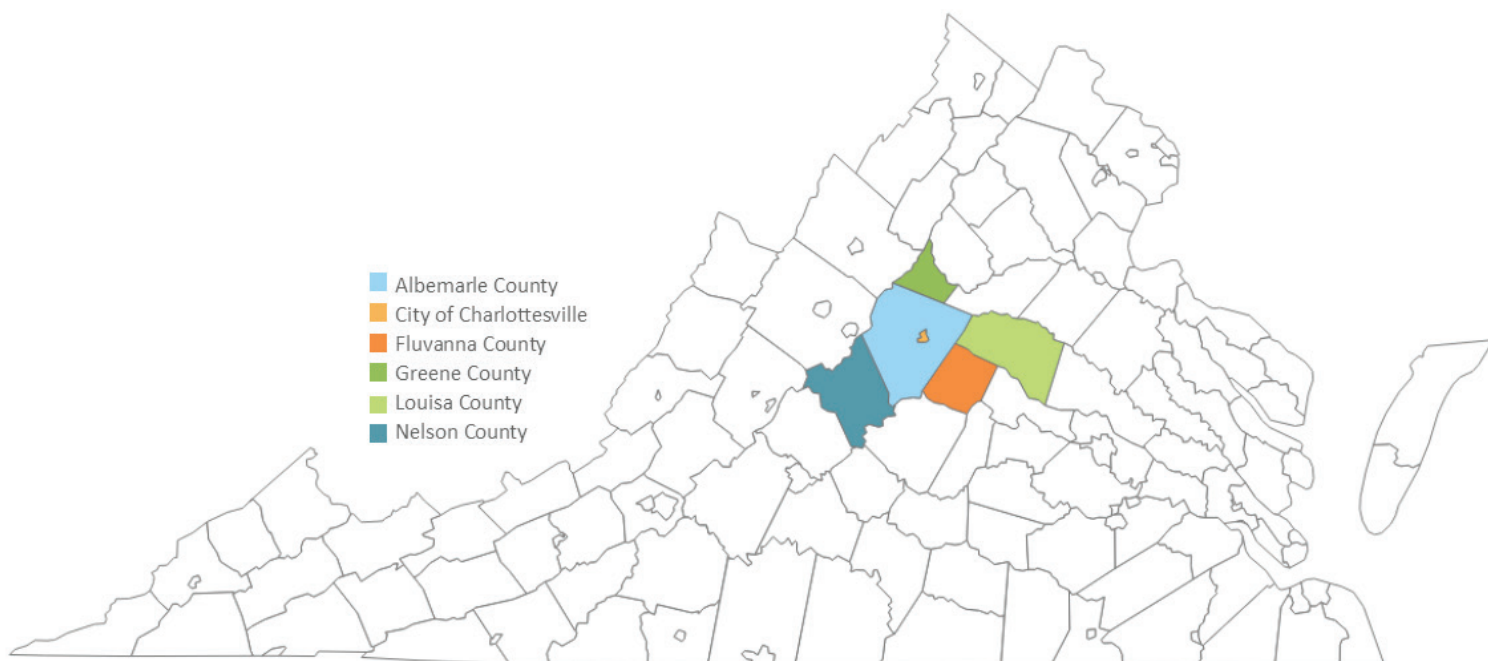 Albemarle County
City of Charlottesville
Fluvanna County
Greene County
Louisa County
Nelson County